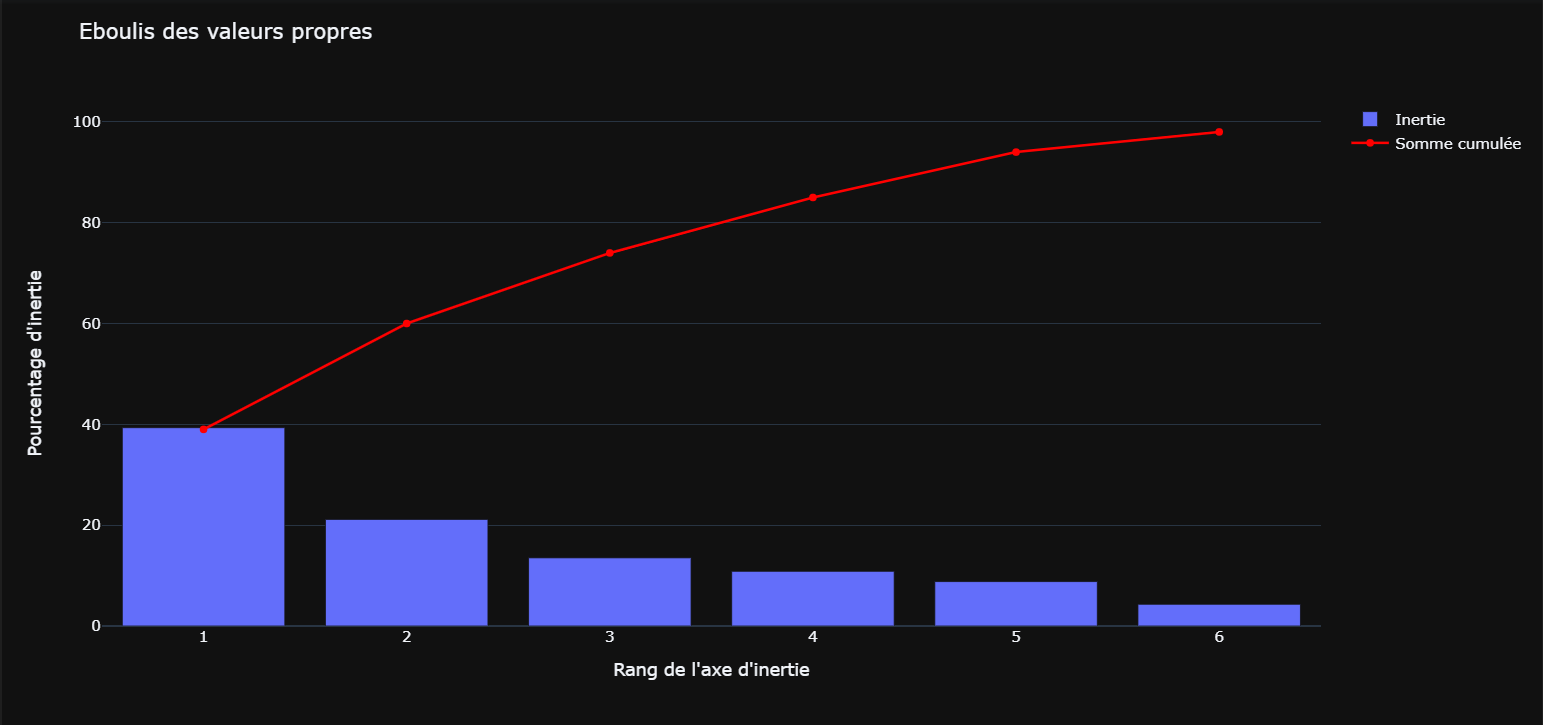 Eboulis des valeurs propres
100
80
60
40
20
0
Pourcentage d'inertie
1 2 3 4 5 6
Rang de l'axe d'inertie
Inertie
Somme cumulée